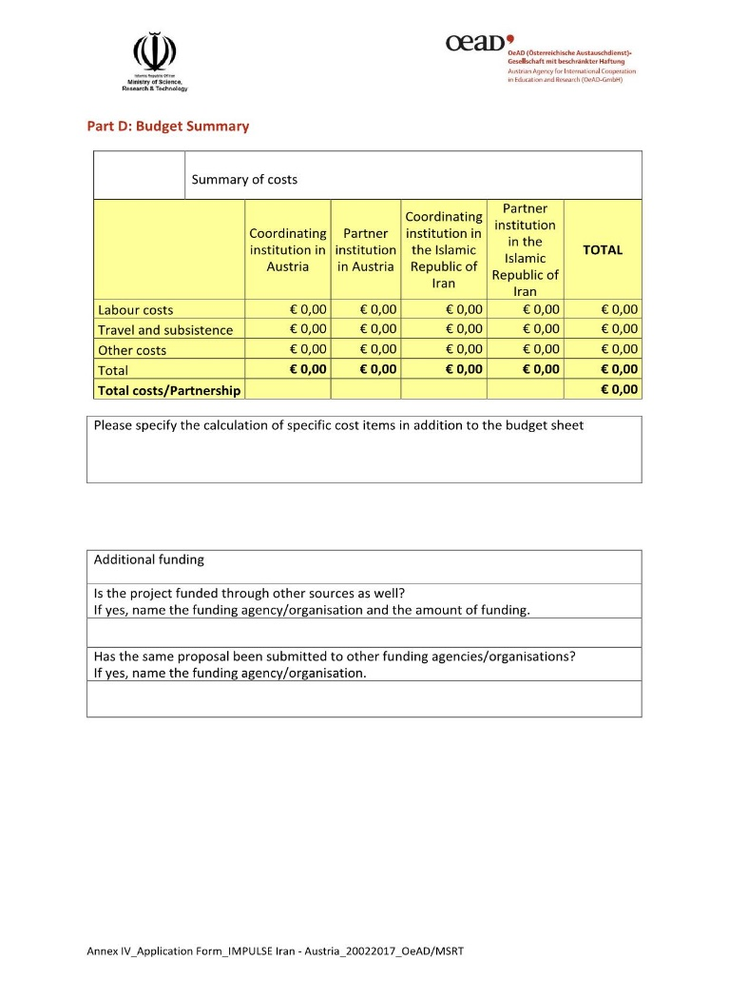 Islamic Republic Of Iran
Ministry of Science,
Research & Technology
OeAD
OeAD (Österreichische Austauschdienst)-
Gesellschaft mit beschränkter Haftung
Austrian Agency for International Cooperation
in Education and Research (OeAD-GmbH)
Part D: Budget Summary
Summary of costs
Coordinating
institution in
Austria
Partner
institution
in Austria
Coordinating
institution in
the Islamic
Republic of
Iran
Partner
institution
in the
Islamic
Republic of
Iran
TOTAL
Labour costs € 0,00 € 0,00 € 0,00 € 0,00 € 0,00
Travel and subsistence € 0,00 € 0,00 € 0,00 € 0,00 € 0,00
Other costs € 0,00 € 0,00 € 0,00 € 0,00 € 0,00
Total € 0,00 € 0,00 € 0,00 € 0,00 € 0,00
Total costs/Partnership € 0,00
Please specify the calculation of specific cost items in addition to the budget sheet
Additional funding
Is the project funded through other sources as well?
If yes, name the funding agency/organisation and the amount of funding.
Has the same proposal been submitted to other funding agencies/organisations?
If yes, name the funding agency/organisation.
Annex IV_Application Form_IMPULSE Iran - Austria_20022017_OeAD/MSRT